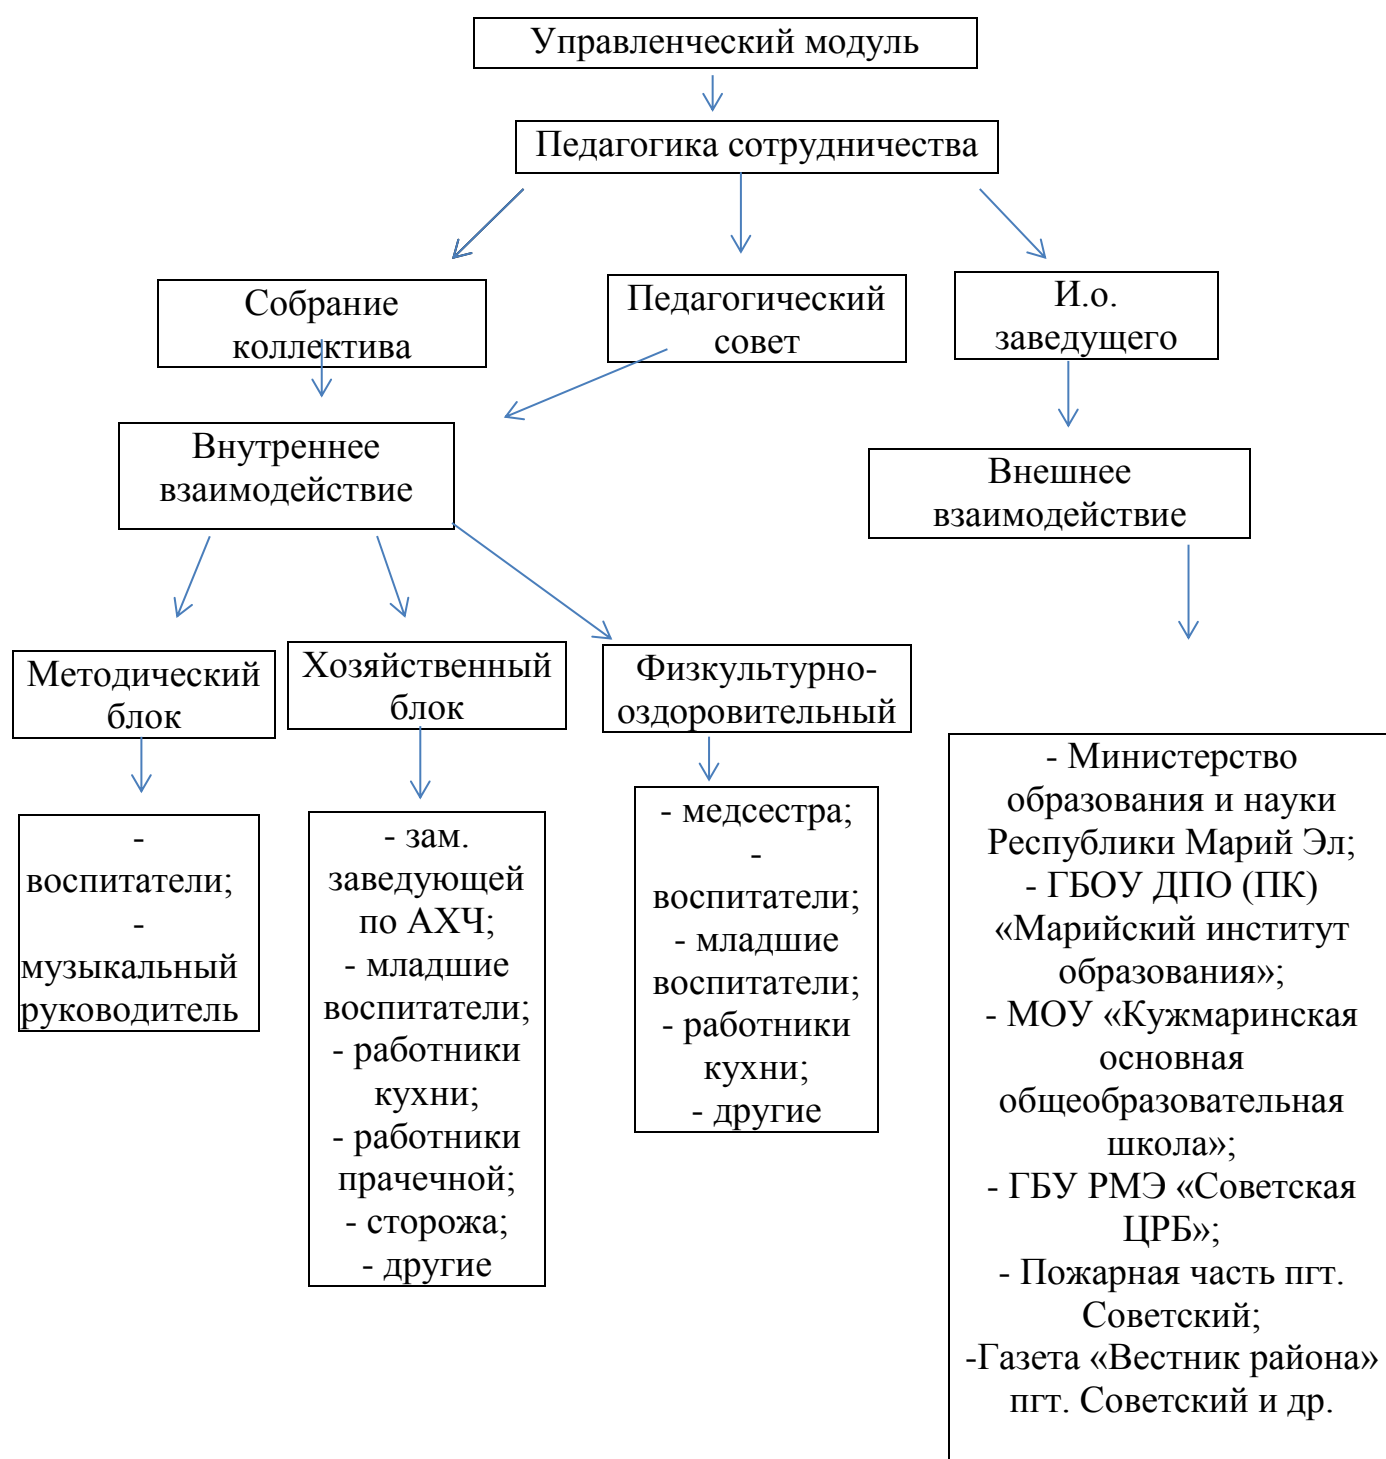 Управленческий модуль
Педагогика сотрудничества
Собрание
коллектива
Педагогический
совет
И.о.
заведущего
Внутреннее
взаимодействие
Внешнее
взаимодействие
Методический
блок
Хозяйственный
блок
Физкультурно-
оздоровительный
-
воспитатели;
-
музыкальный
руководитель
- зам.
заведующей
по АХЧ;
- младшие
воспитатели;
- работники
кухни;
- работники
прачечной;
- сторожа;
- другие
- медсестра;
-
воспитатели;
- младшие
воспитатели;
- работники
кухни;
- другие
- Министерство
образования и науки
Республики Марий Эл;
- ГБОУ ДПО (ПК)
«Марийский институт
образования»;
- МОУ «Кужмаринская
основная
общеобразовательная
школа»;
- ГБУ РМЭ «Советская
ЦРБ»;
- Пожарная часть пгт.
Советский;
-Газета «Вестник района»
пгт. Советский и др.